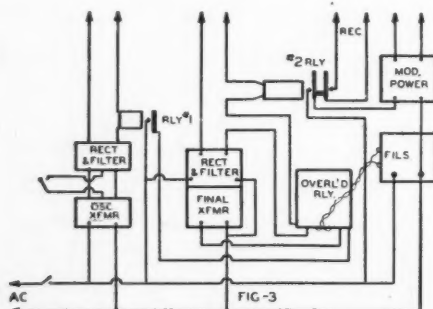 REC
#2 RLY
MOD.
POWER
RLY #1
RECT
& FILTER
RECT
& FILTER
FILS
OVERL'D
RLY.
OSC.
XFMR
FINAL
XFMR
AC
FIG-3